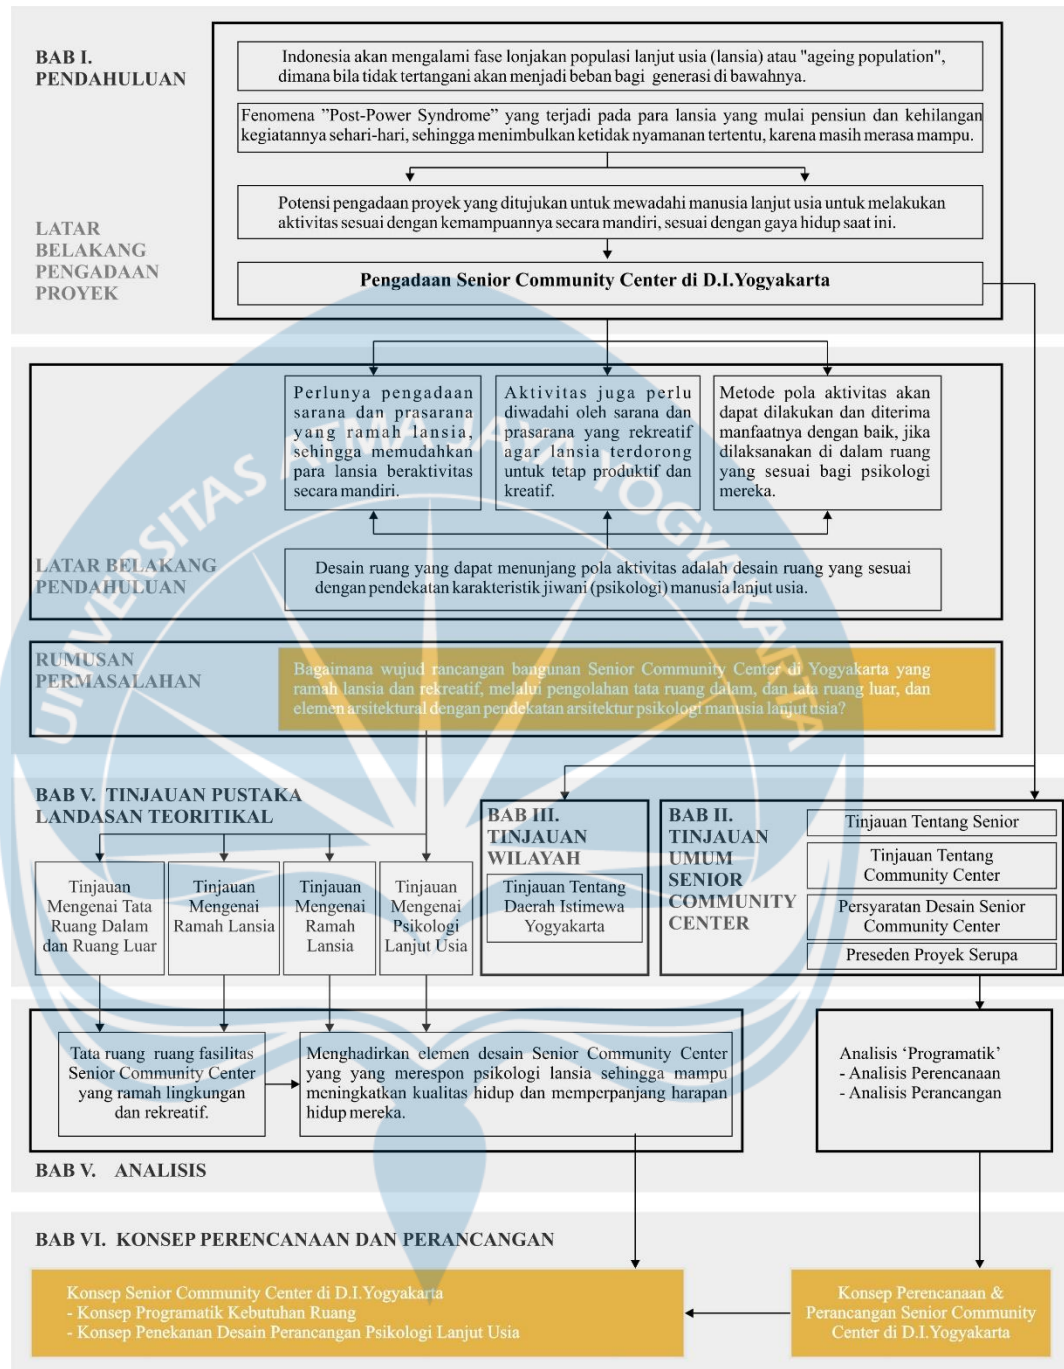 BAB I.
PENDAHULUAN
Indonesia akan mengalami fase lonjakan populasi lanjut usia (lansia) atau "ageing population",
dimana bila tidak tertangani akan menjadi beban bagi generasi di bawahnya.
Fenomena ”Post-Power Syndrome” yang terjadi pada para lansia yang mulai pensiun dan kehilangan
kegiatannya sehari-hari, sehingga menimbulkan ketidak nyamanan tertentu, karena masih merasa mampu.
LATAR
BELAKANG
PENGADAAN
PROYEK
Potensi pengadaan proyek yang ditujukan untuk mewadahi manusia lanjut usia untuk melakukan
aktivitas sesuai dengan kemampuannya secara mandiri, sesuai dengan gaya hidup saat ini.
Pengadaan Senior Community Center di D.I.Yogyakarta
Perlunya pengadaan
sarana dan prasarana
yang ramah lansia,
sehingga memudahkan
para lansia beraktivitas
secara mandiri.
Aktivitas juga perlu
diwadahi oleh sarana dan
prasarana yang rekreatif
agar lansia terdorong
untuk tetap produktif dan
kreatif.
Metode pola aktivitas akan
dapat dilakukan dan diterima
manfaatnya dengan baik, jika
dilaksanakan di dalam ruang
yang sesuai bagi psikologi
mereka.
LATAR BELAKANG
PENDAHULUAN
Desain ruang yang dapat menunjang pola aktivitas adalah desain ruang yang sesuai
dengan pendekatan karakteristik jiwani (psikologi) manusia lanjut usia.
RUMUSAN
PERMASALAHAN
Bagaimana wujud rancangan bangunan Senior Community Center di Yogyakarta yang
ramah lansia dan rekreatif, melalui pengolahan tata ruang dalam, dan tata ruang luar, dan
elemen arsitektural dengan pendekatan arsitektur psikologi manusia lanjut usia?
BAB V. TINJAUAN PUSTAKA
LANDASAN TEORITIKAL
Tinjauan
Mengenai Tata
Ruang Dalam
dan Ruang Luar
Tinjauan
Mengenai
Ramah Lansia
Tinjauan
Mengenai
Ramah
Lansia
Tinjauan
Mengenai
Psikologi
Lanjut Usia
BAB III.
TINJAUAN
WILAYAH
Tinjauan Tentang
Daerah Istimewa
Yogyakarta
BAB II.
TINJAUAN
UMUM
SENIOR
COMMUNITY
CENTER
Tinjauan Tentang Senior
Tinjauan Tentang
Community Center
Persyaratan Desain Senior
Community Center
Preseden Proyek Serupa
Tata ruang ruang fasilitas
Senior Community Center
yang ramah lingkungan
dan rekreatif.
Menghadirkan elemen desain Senior Community Center
yang yang merespon psikologi lansia sehingga mampu
meningkatkan kualitas hidup dan memperpanjang harapan
hidup mereka.
Analisis ‘Programatik’
- Analisis Perencanaan
- Analisis Perancangan
BAB V. ANALISIS
BAB VI. KONSEP PERENCANAAN DAN PERANCANGAN
Konsep Senior Community Center di D.I.Yogyakarta
- Konsep Programatik Kebutuhan Ruang
- Konsep Penekanan Desain Perancangan Psikologi Lanjut Usia
Konsep Perencanaan &
Perancangan Senior Community
Center di D.I.Yogyakarta
UNIVERSITAS ATMA JAYA YOGYAKARTA